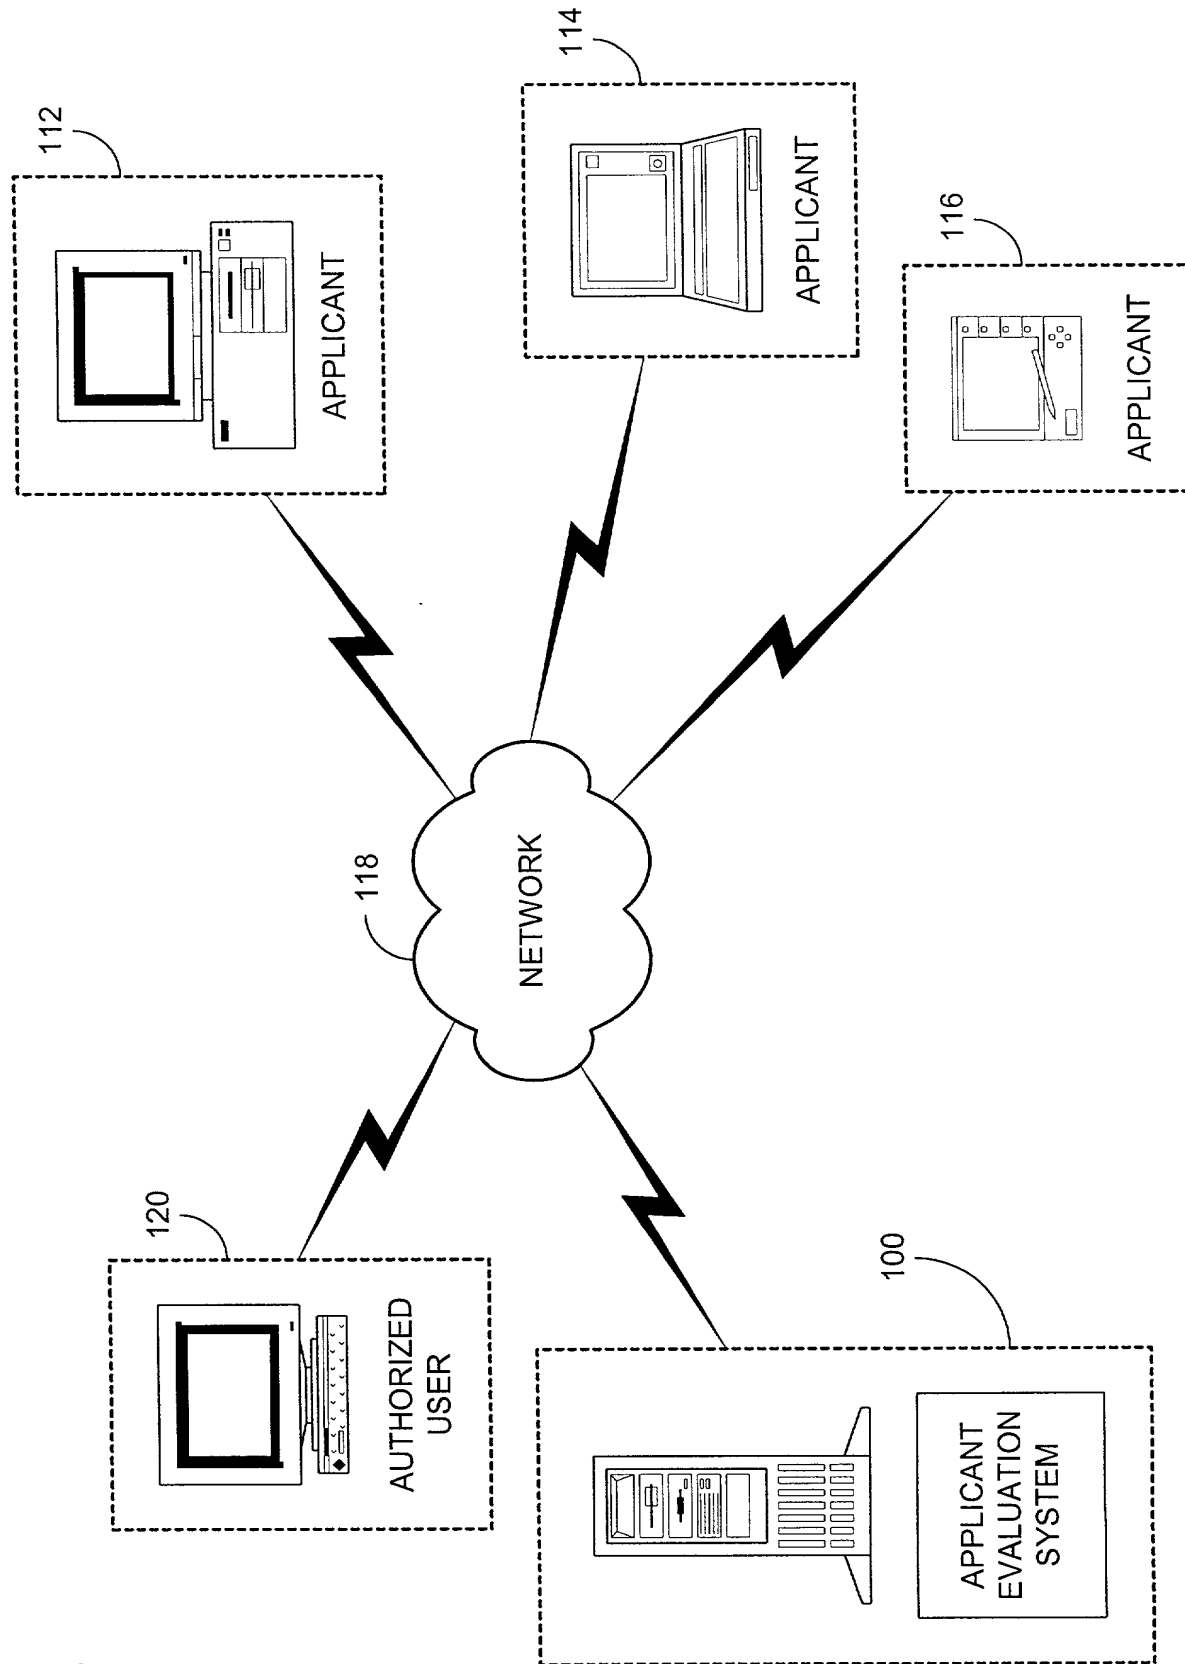 120
AUTHORIZED
USER
118
NETWORK
112
APPLICANT
114
APPLICANT
116
APPLICANT
100
APPLICANT
EVALUATION
SYSTEM